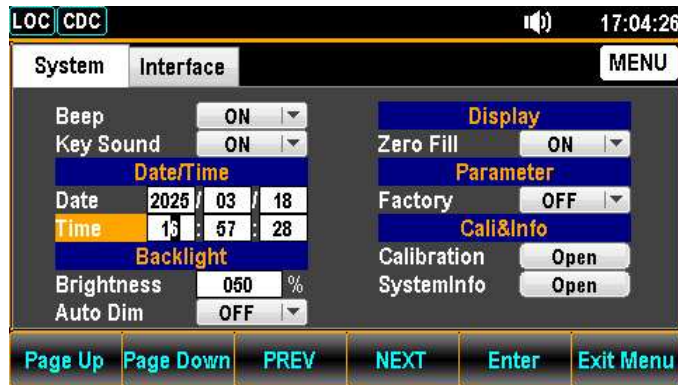 LOC CDC 17:04:26
System Interface MENU
Beep ON
Key Sound ON
Date/Time
Date 2025 / 03 / 18
Time 16 : 57 : 28
Backlight
Brightness 050 %
Auto Dim OFF
Display
Zero Fill ON
Parameter
Factory OFF
Cali&Info
Calibration Open
SystemInfo Open
Page Up Page Down PREV NEXT Enter Exit Menu